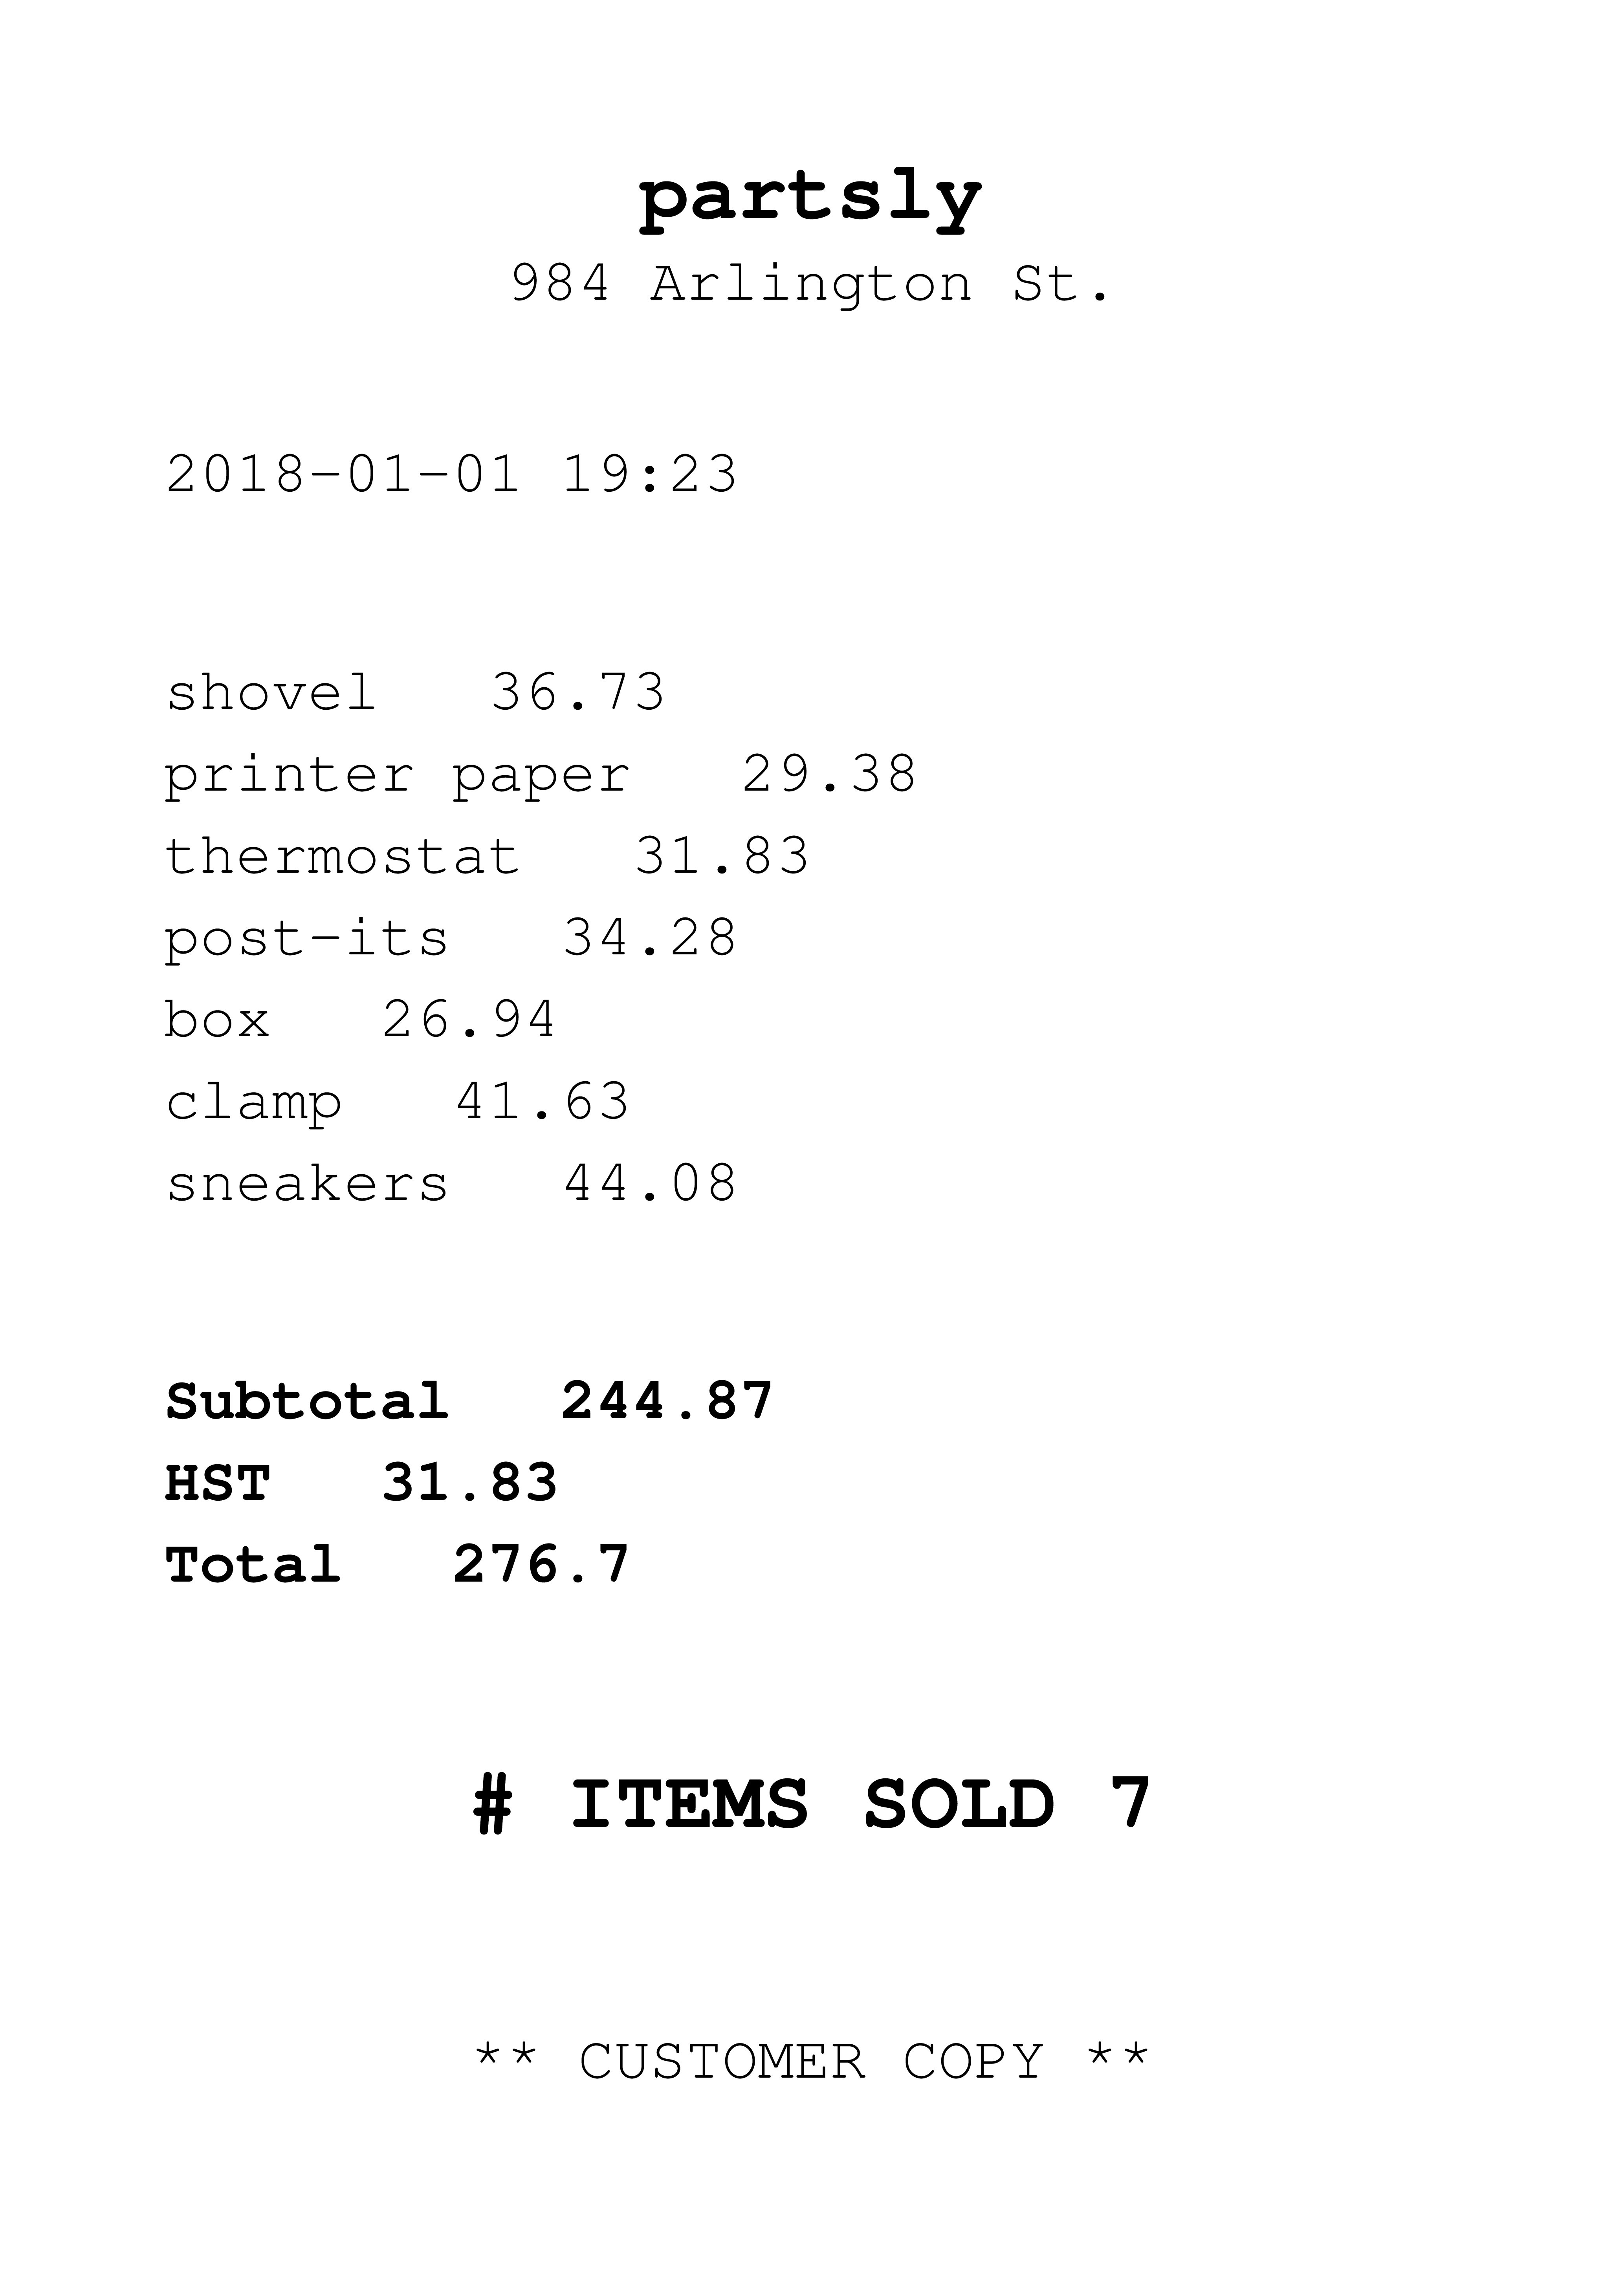 partsly
984 Arlington St.
2018-01-01 19:23
shovel   36.73
printer paper   29.38
thermostat   31.83
post-its   34.28
box   26.94
clamp   41.63
sneakers   44.08
Subtotal   244.87
HST   31.83
Total   276.7
# ITEMS SOLD 7
** CUSTOMER COPY **